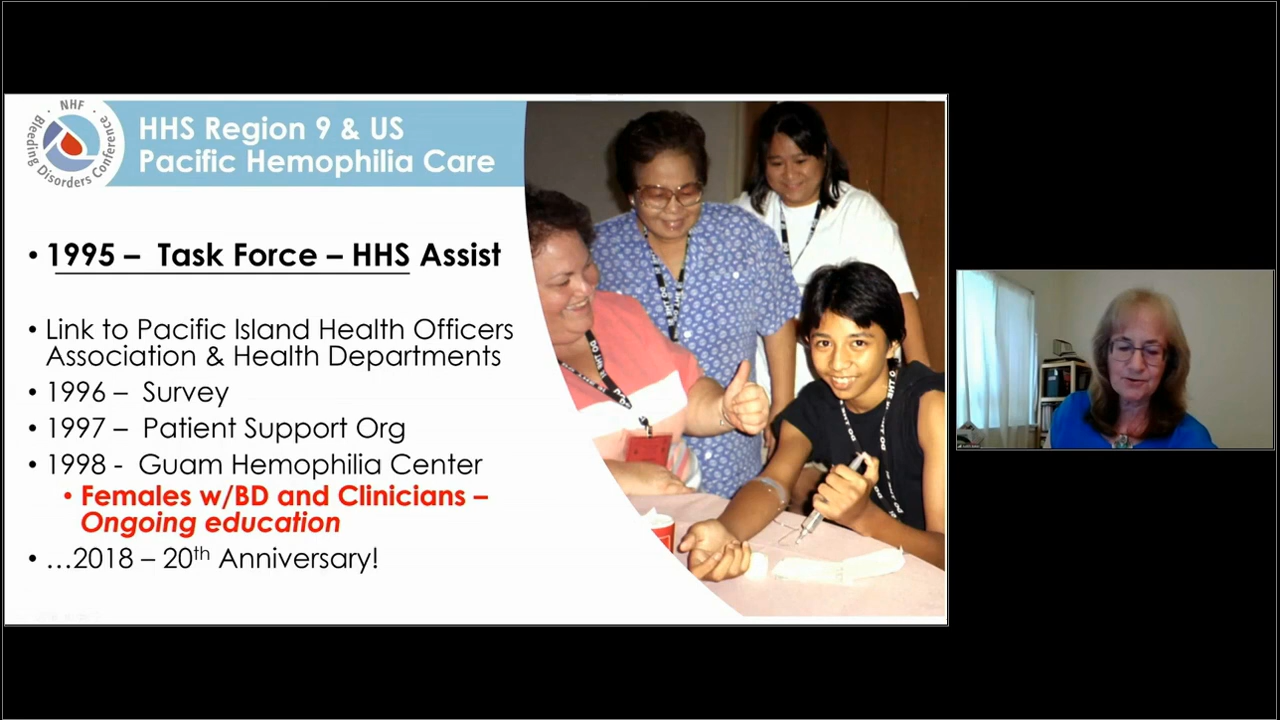 · NHF ·
Bleeding Disorders Conference
HHS Region 9 & US
Pacific Hemophilia Care
• 1995 – Task Force – HHS Assist
• Link to Pacific Island Health Officers
Association & Health Departments
• 1996 – Survey
• 1997 – Patient Support Org
• 1998 - Guam Hemophilia Center
• Females w/BD and Clinicians –
Ongoing education
• …2018 – 20th Anniversary!